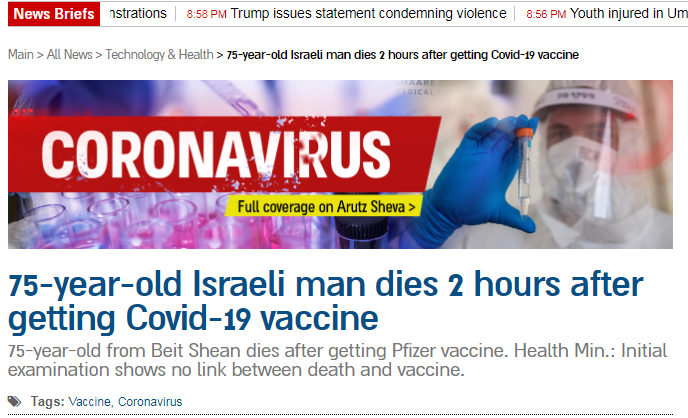 News Briefs nstrations 8:58 PM Trump issues statement condemning violence 8:56 PM Youth injured in Um
Main > All News > Technology & Health > 75-year-old Israeli man dies 2 hours after getting Covid-19 vaccine
SHAARE
MEDICAL
CORONAVIRUS
Full coverage on Arutz Sheva >
75-year-old Israeli man dies 2 hours after
getting Covid-19 vaccine
75-year-old from Beit Shean dies after getting Pfizer vaccine. Health Min.: Initial
examination shows no link between death and vaccine.
Tags: Vaccine, Coronavirus